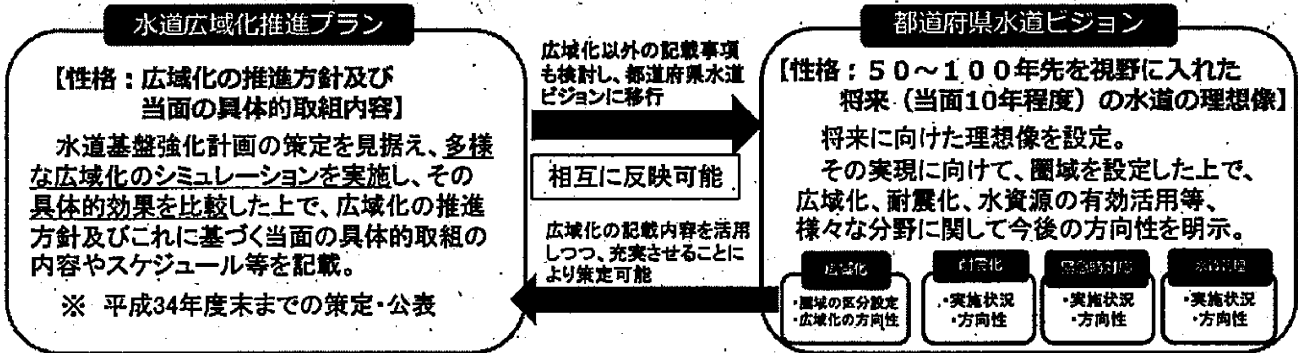 水道広域化推進プラン
【性格：広域化の推進方針及び
当面の具体的取組内容】
水道基盤強化計画の策定を見据え、多様
な広域化のシミュレーションを実施し、その
具体的効果を比較した上で、広域化の推進
方針及びこれに基づく当面の具体的取組の
内容やスケジュール等を記載。
※ 平成34年度末までの策定・公表
広域化以外の記載事項
も検討し、都道府県水道
ビジョンに移行
相互に反映可能
広域化の記載内容を活用
しつつ、充実させることに
より策定可能
都道府県水道ビジョン
【性格：５０～１００年先を視野に入れた
将来（当面10年程度）の水道の理想像】
将来に向けた理想像を設定。
その実現に向けて、圏域を設定した上で、
広域化、耐震化、水資源の有効活用等、
様々な分野に関して今後の方向性を明示。
広域化
・圏域の区分設定
・広域化の方向性
耐震化
・実施状況
・方向性
・実施状況
・方向性
・実施状況
・方向性